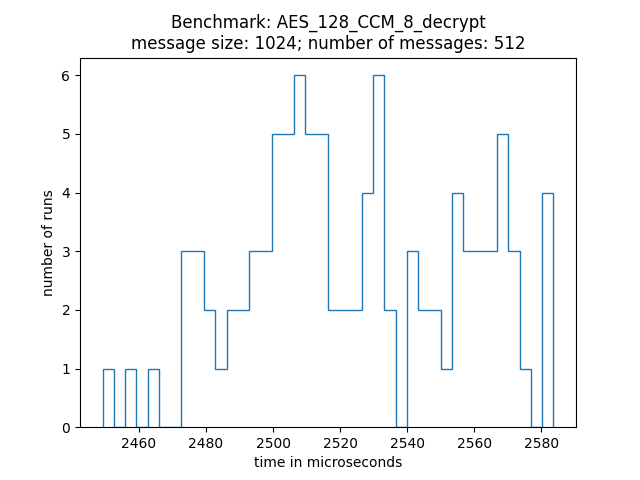 Benchmark: AES_128_CCM_8_decrypt
message size: 1024; number of messages: 512
6
5
4
3
2
1
0
number of runs
2460 2480 2500 2520 2540 2560 2580
time in microseconds